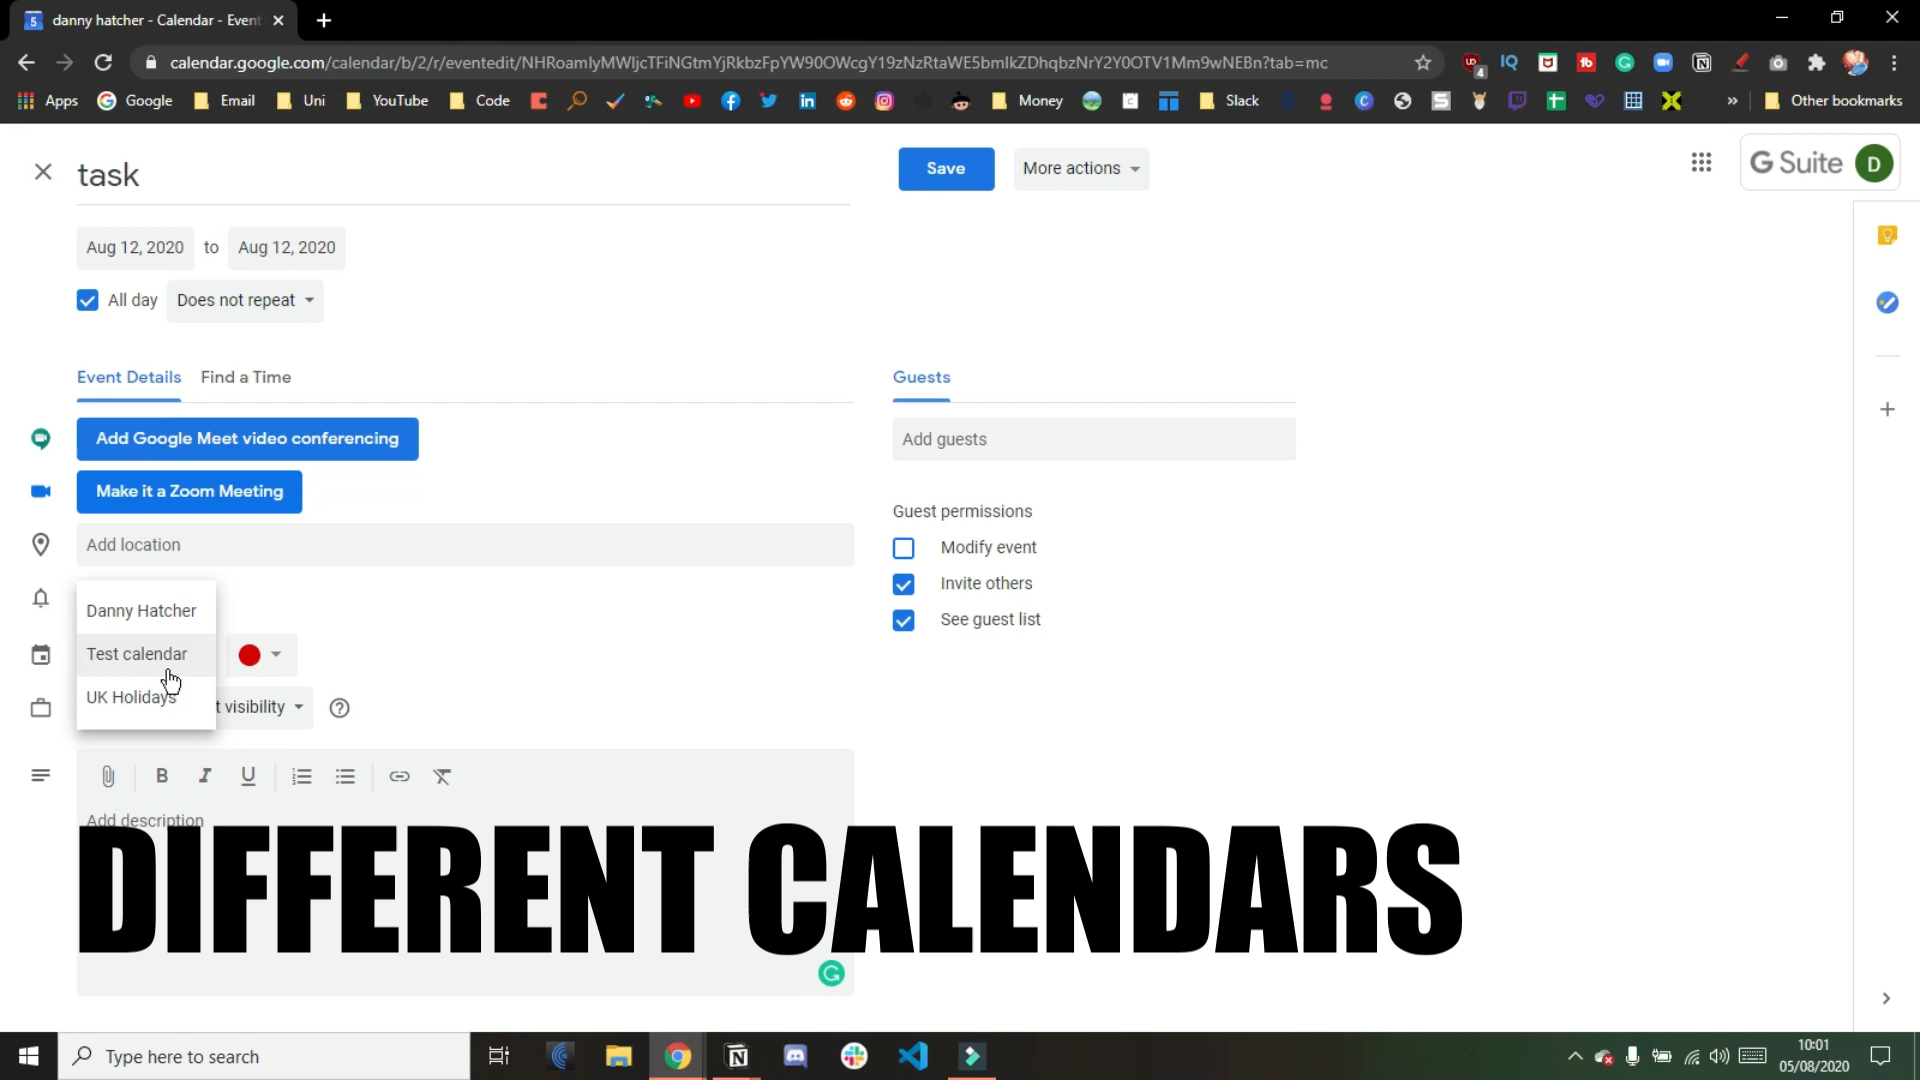 danny hatcher - Calendar - Event
calendar.google.com/calendar/b/2/r/eventedit/NHRoamIyMWljcTFiNGtmYjRkbzFpYW90OWcgY19zNzRtaWE5bmlkZDhqbzNrY2Y0OTV1Mm9wNEBn?tab=mc
4
Apps Google Email Uni YouTube Code Money Slack » Other bookmarks
task
Save
More actions
G Suite D
Aug 12, 2020 to Aug 12, 2020
All day Does not repeat
Event Details Find a Time
Guests
Add Google Meet video conferencing
Add guests
Make it a Zoom Meeting
Guest permissions
Add location
Modify event
Invite others
Danny Hatcher
See guest list
Test calendar
UK Holidays
t visibility
B I U
Add description
DIFFERENT CALENDARS
Type here to search
10:01
05/08/2020